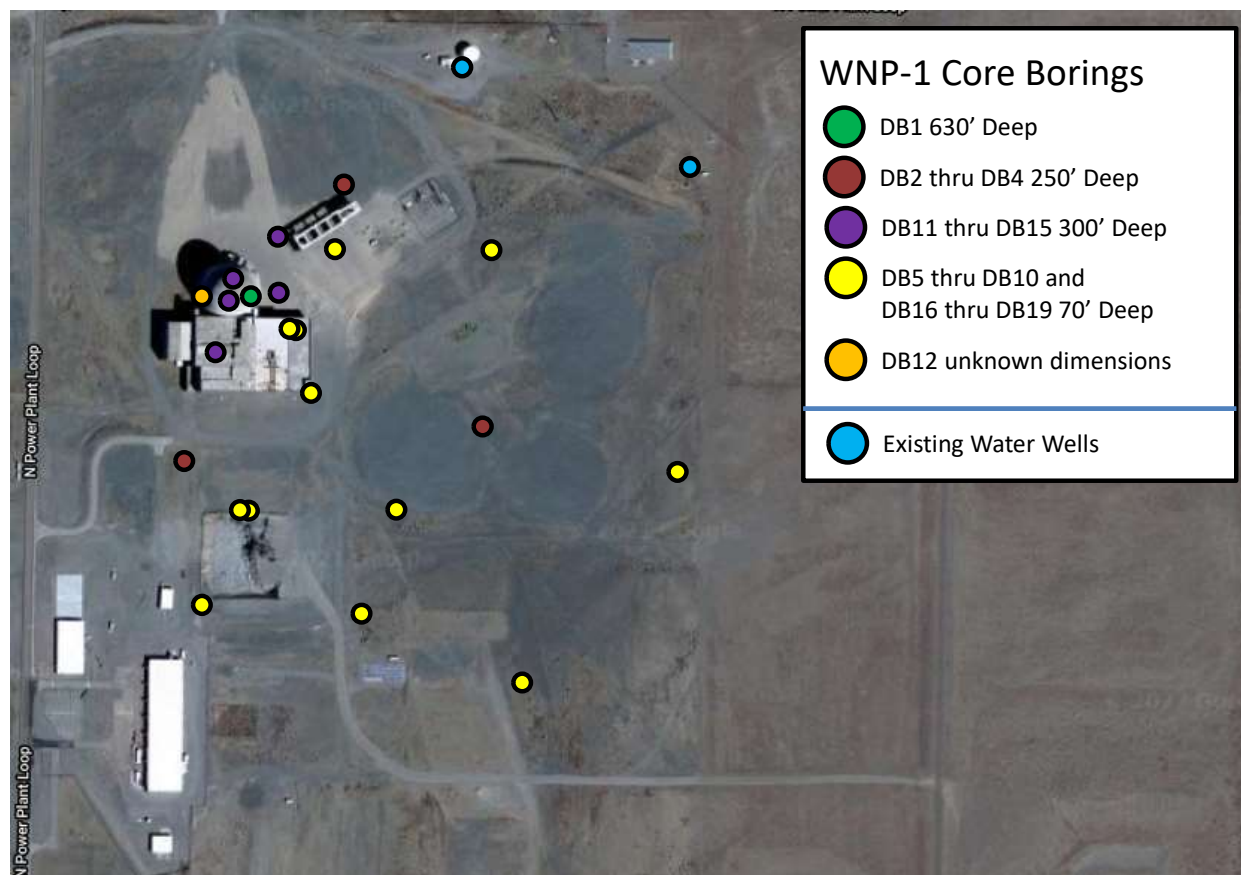 WNP-1 Core Borings
DB1 630’ Deep
DB2 thru DB4 250’ Deep
DB11 thru DB15 300’ Deep
DB5 thru DB10 and
DB16 thru DB19 70’ Deep
DB12 unknown dimensions
Existing Water Wells
N Power Plant Loop
N Power Plant Loop